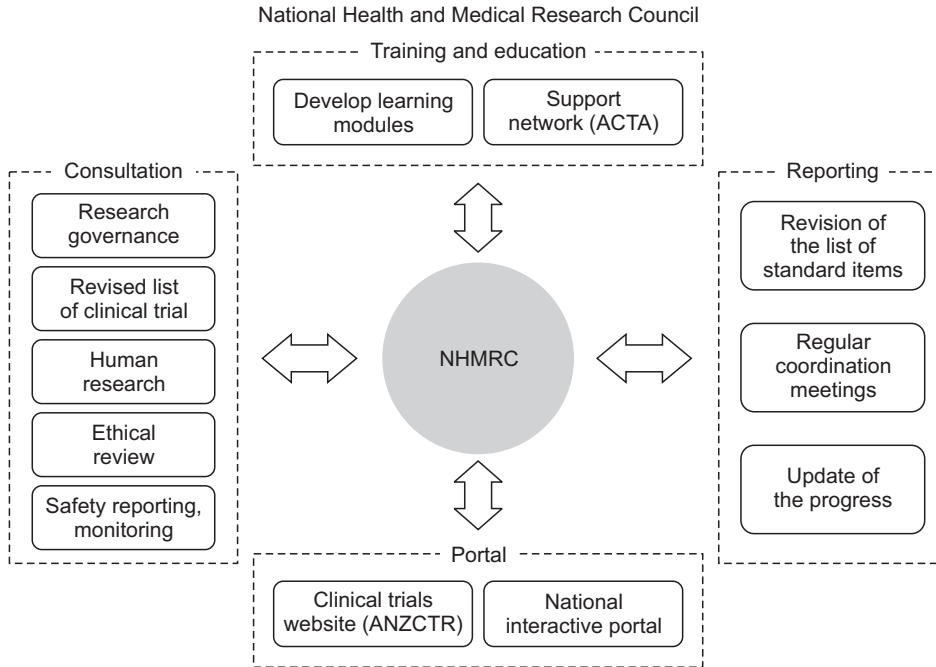 National Health and Medical Research Council
Training and education
Develop learning
modules
Support
network (ACTA)
Consultation
Research
governance
Revised list
of clinical trial
Human
research
Ethical
review
Safety reporting,
monitoring
NHMRC
Reporting
Revision of
the list of
standard items
Regular
coordination
meetings
Update of
the progress
Portal
Clinical trials
website (ANZCTR)
National
interactive portal